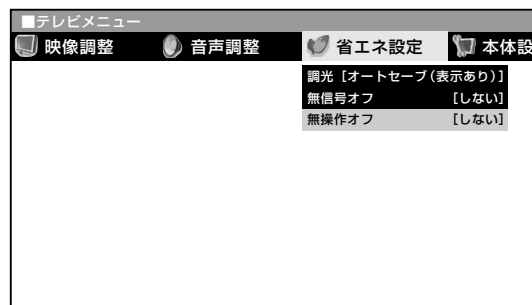 ■テレビメニュー
映像調整 音声調整 省エネ設定 本体設
調光 [オートセーブ(表示あり)]
無信号オフ [しない]
無操作オフ [しない]